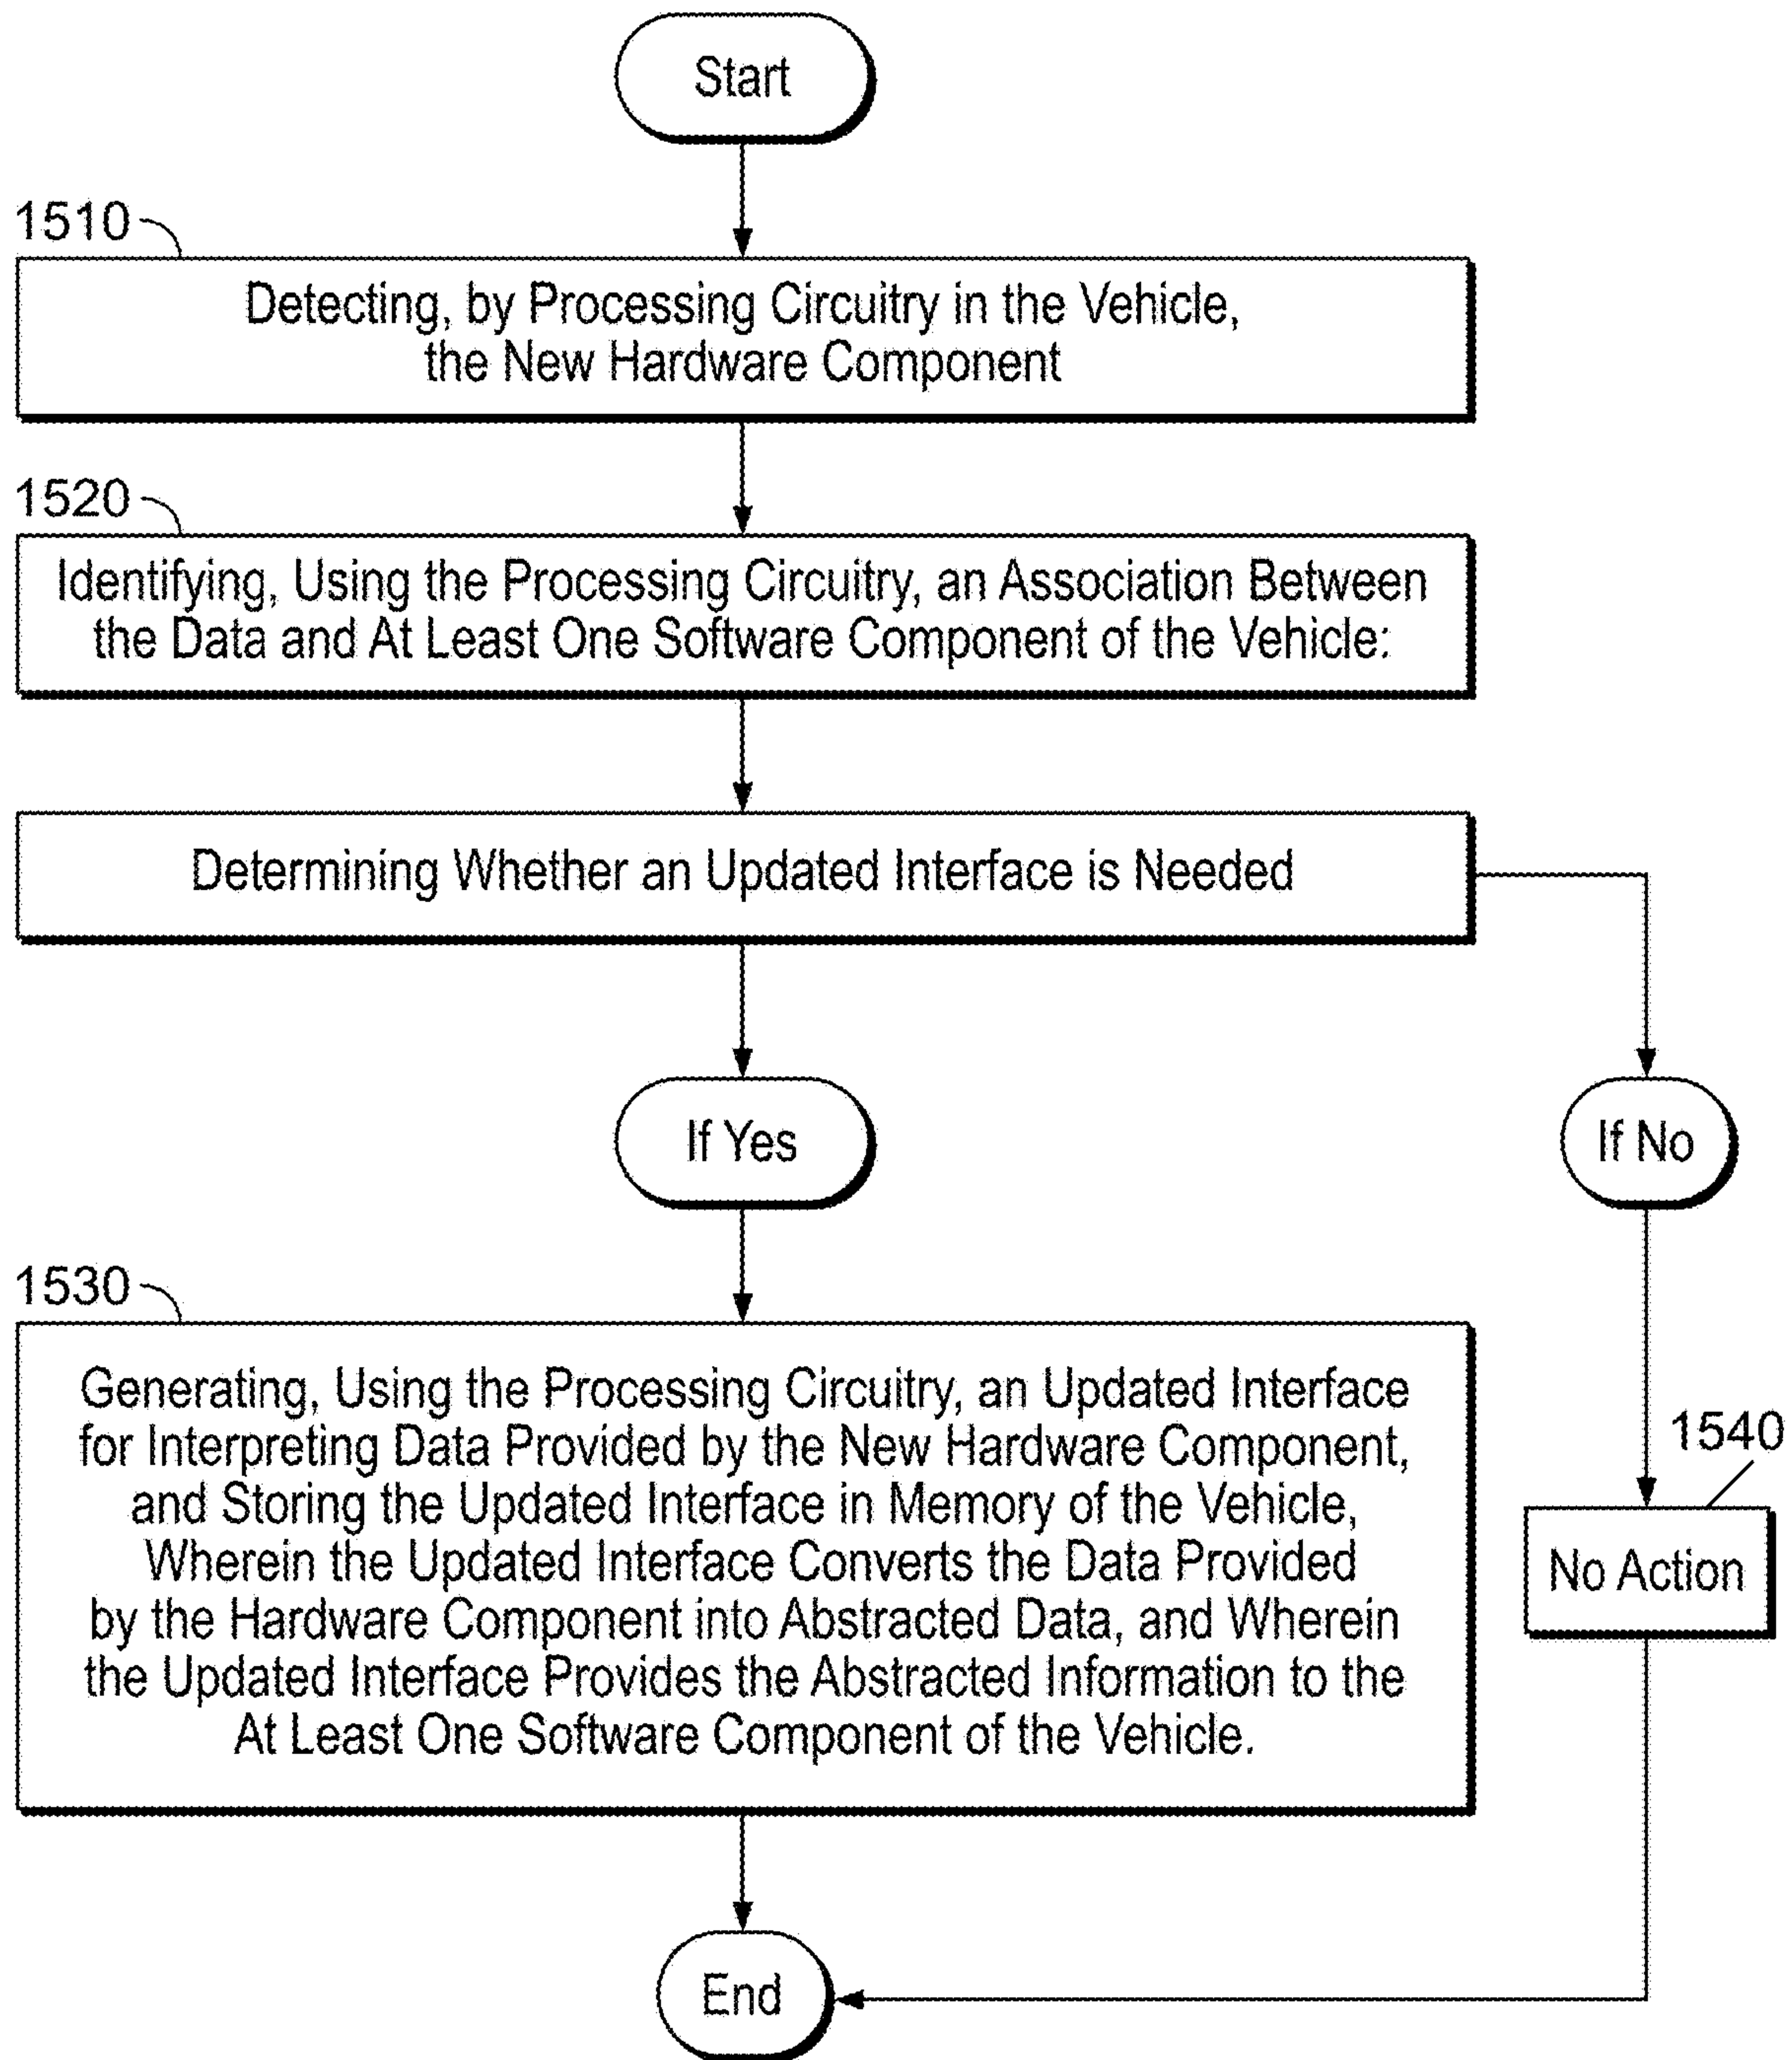 Start
1510
Detecting, by Processing Circuitry in the Vehicle,
the New Hardware Component
1520
Identifying, Using the Processing Circuitry, an Association Between
the Data and At Least One Software Component of the Vehicle:
Determining Whether an Updated Interface is Needed
If Yes
If No
1530
Generating, Using the Processing Circuitry, an Updated Interface
for Interpreting Data Provided by the New Hardware Component,
and Storing the Updated Interface in Memory of the Vehicle,
Wherein the Updated Interface Converts the Data Provided
by the Hardware Component into Abstracted Data, and Wherein
the Updated Interface Provides the Abstracted Information to the
At Least One Software Component of the Vehicle.
1540
No Action
End